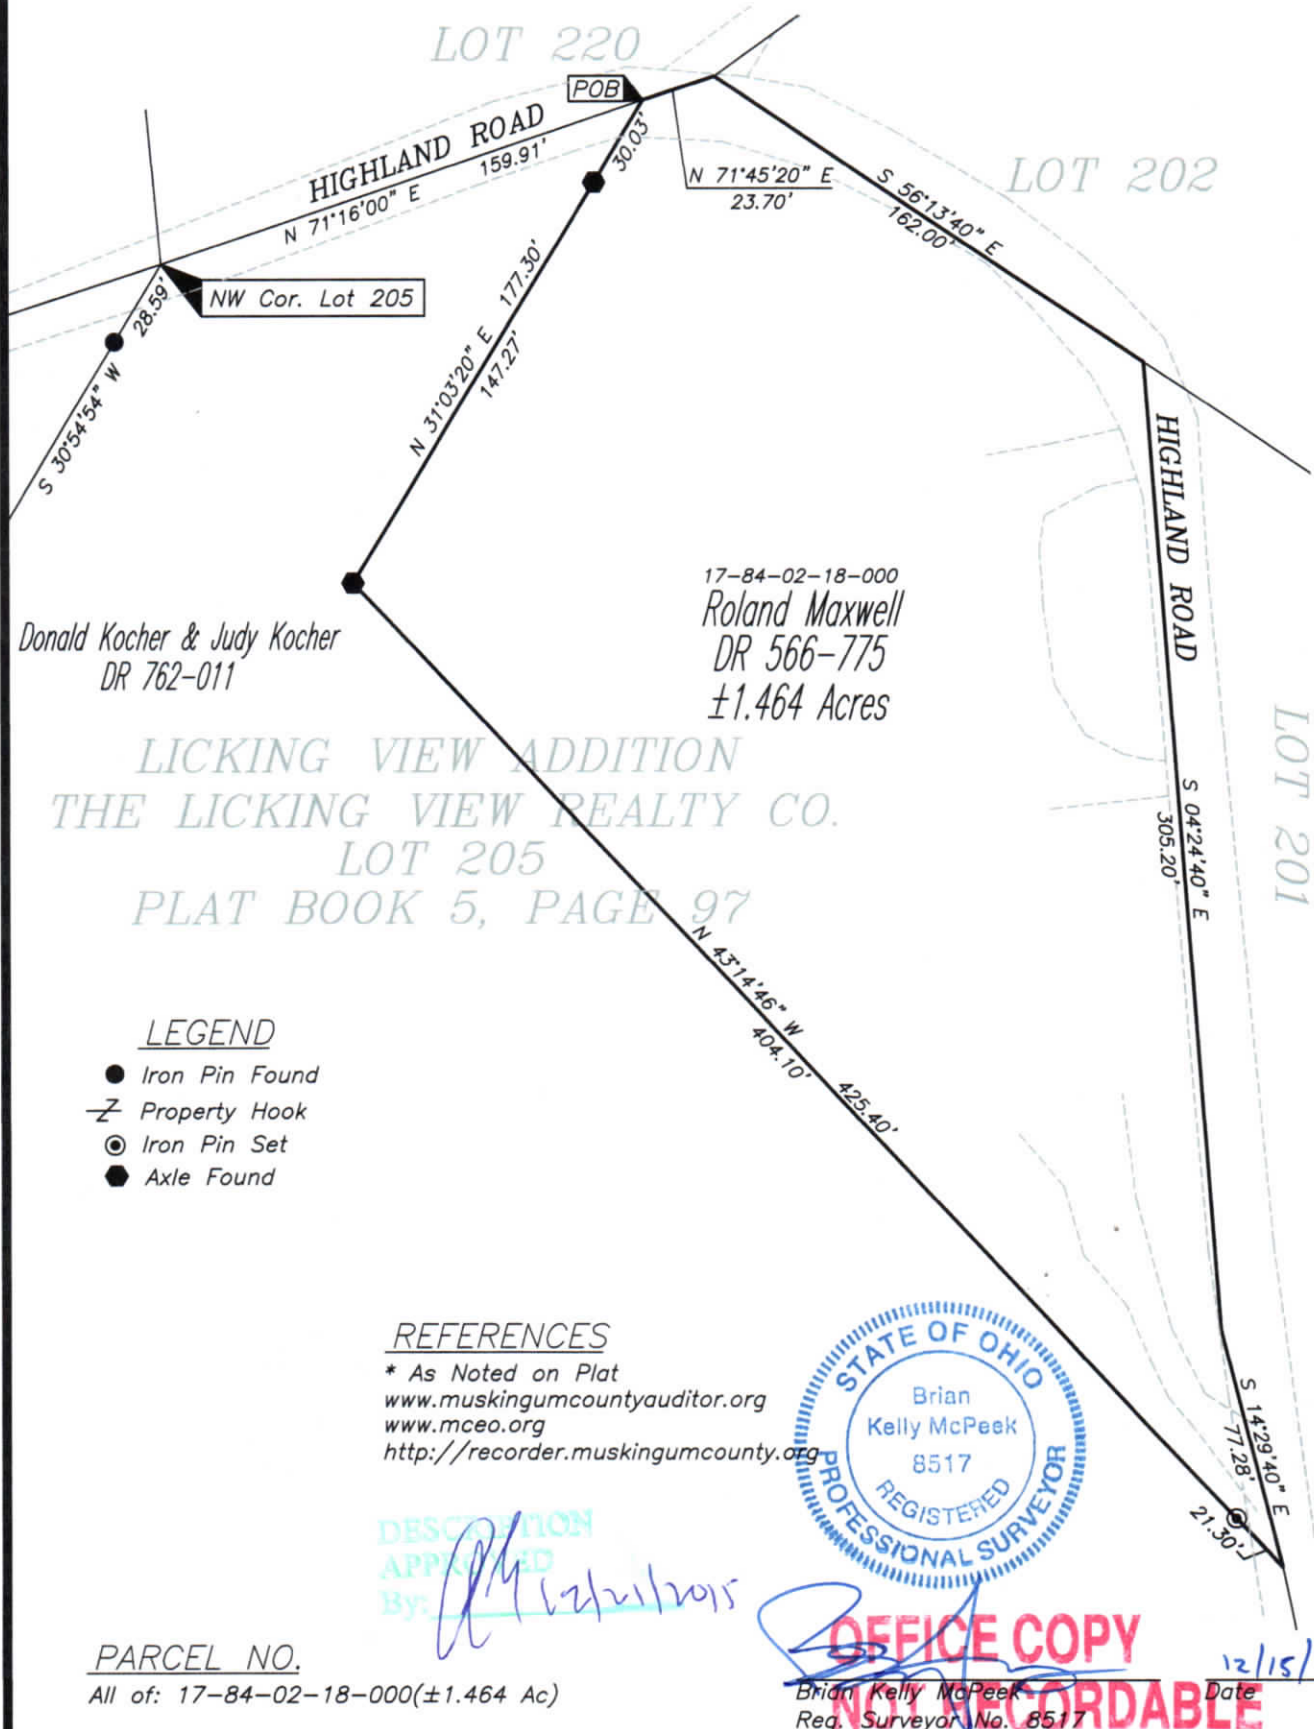 LOT 220
POB
HIGHLAND ROAD
N 71°16'00" E 159.91'
30.03'
N 71°45'20" E
23.70'
LOT 202
S 56°13'40" E
162.00'
NW Cor. Lot 205
28.59'
S 30°54'54" W
N 31°03'20" E 177.30'
147.27'
HIGHLAND ROAD
17-84-02-18-000
Roland Maxwell
DR 566-775
±1.464 Acres
Donald Kocher & Judy Kocher
DR 762-011
LOT 201
S 04°24'40" E
305.20'
LICKING VIEW ADDITION
THE LICKING VIEW REALTY CO.
LOT 205
PLAT BOOK 5, PAGE 97
N 43°14'46" W 425.40'
404.10'
LEGEND
Iron Pin Found
Property Hook
Iron Pin Set
Axle Found
REFERENCES
* As Noted on Plat
www.muskingumcountyauditor.org
www.mceo.org
http://recorder.muskingumcounty.org
STATE OF OHIO
Brian
Kelly McPeek
8517
REGISTERED
PROFESSIONAL SURVEYOR
S 14°29'40" E
77.28'
21.30'
DESCRIPTION
APPROVED
By: 12/21/2015
OFFICE COPY
NOT RECORDABLE
12/15/
Brian Kelly McPeek Date
Reg. Surveyor No. 8517
PARCEL NO.
All of: 17-84-02-18-000(±1.464 Ac)